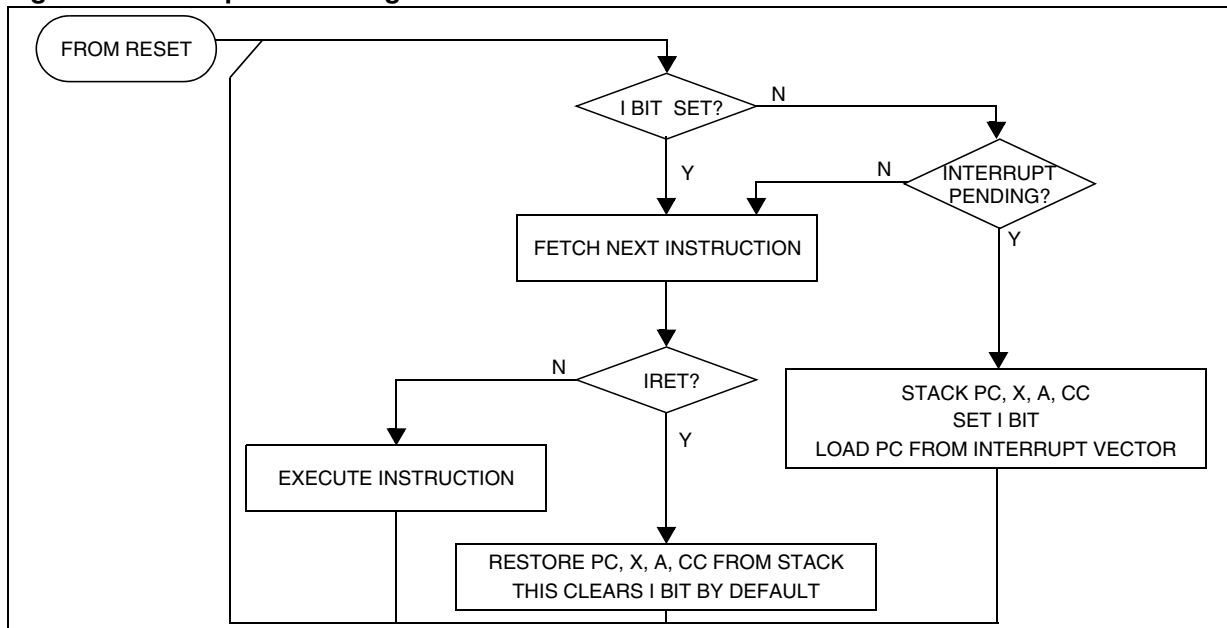 FROM RESET
I BIT SET?
N
Y
N
INTERRUPT
PENDING?
Y
FETCH NEXT INSTRUCTION
N
IRET?
Y
STACK PC, X, A, CC
SET I BIT
LOAD PC FROM INTERRUPT VECTOR
EXECUTE INSTRUCTION
RESTORE PC, X, A, CC FROM STACK
THIS CLEARS I BIT BY DEFAULT